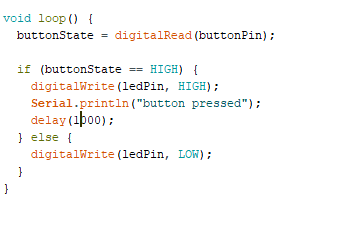 void loop() {
  buttonState = digitalRead(buttonPin);

  if (buttonState == HIGH) {
    digitalWrite(ledPin, HIGH);
    Serial.println("button pressed");
    delay(1000);
  } else {
    digitalWrite(ledPin, LOW);
  }
}